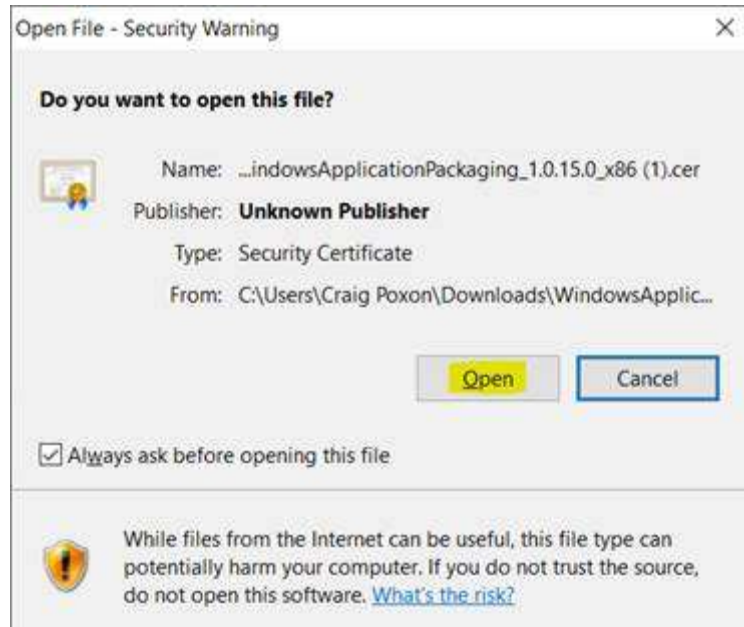 Open File - Security Warning
Do you want to open this file?
Name: ...indowsApplicationPackaging_1.0.15.0_x86 (1).cer
Publisher: Unknown Publisher
Type: Security Certificate
From: C:\Users\Craig Poxon\Downloads\WindowsApplic...
Open Cancel
Always ask before opening this file
While files from the Internet can be useful, this file type can
potentially harm your computer. If you do not trust the source,
do not open this software. What's the risk?